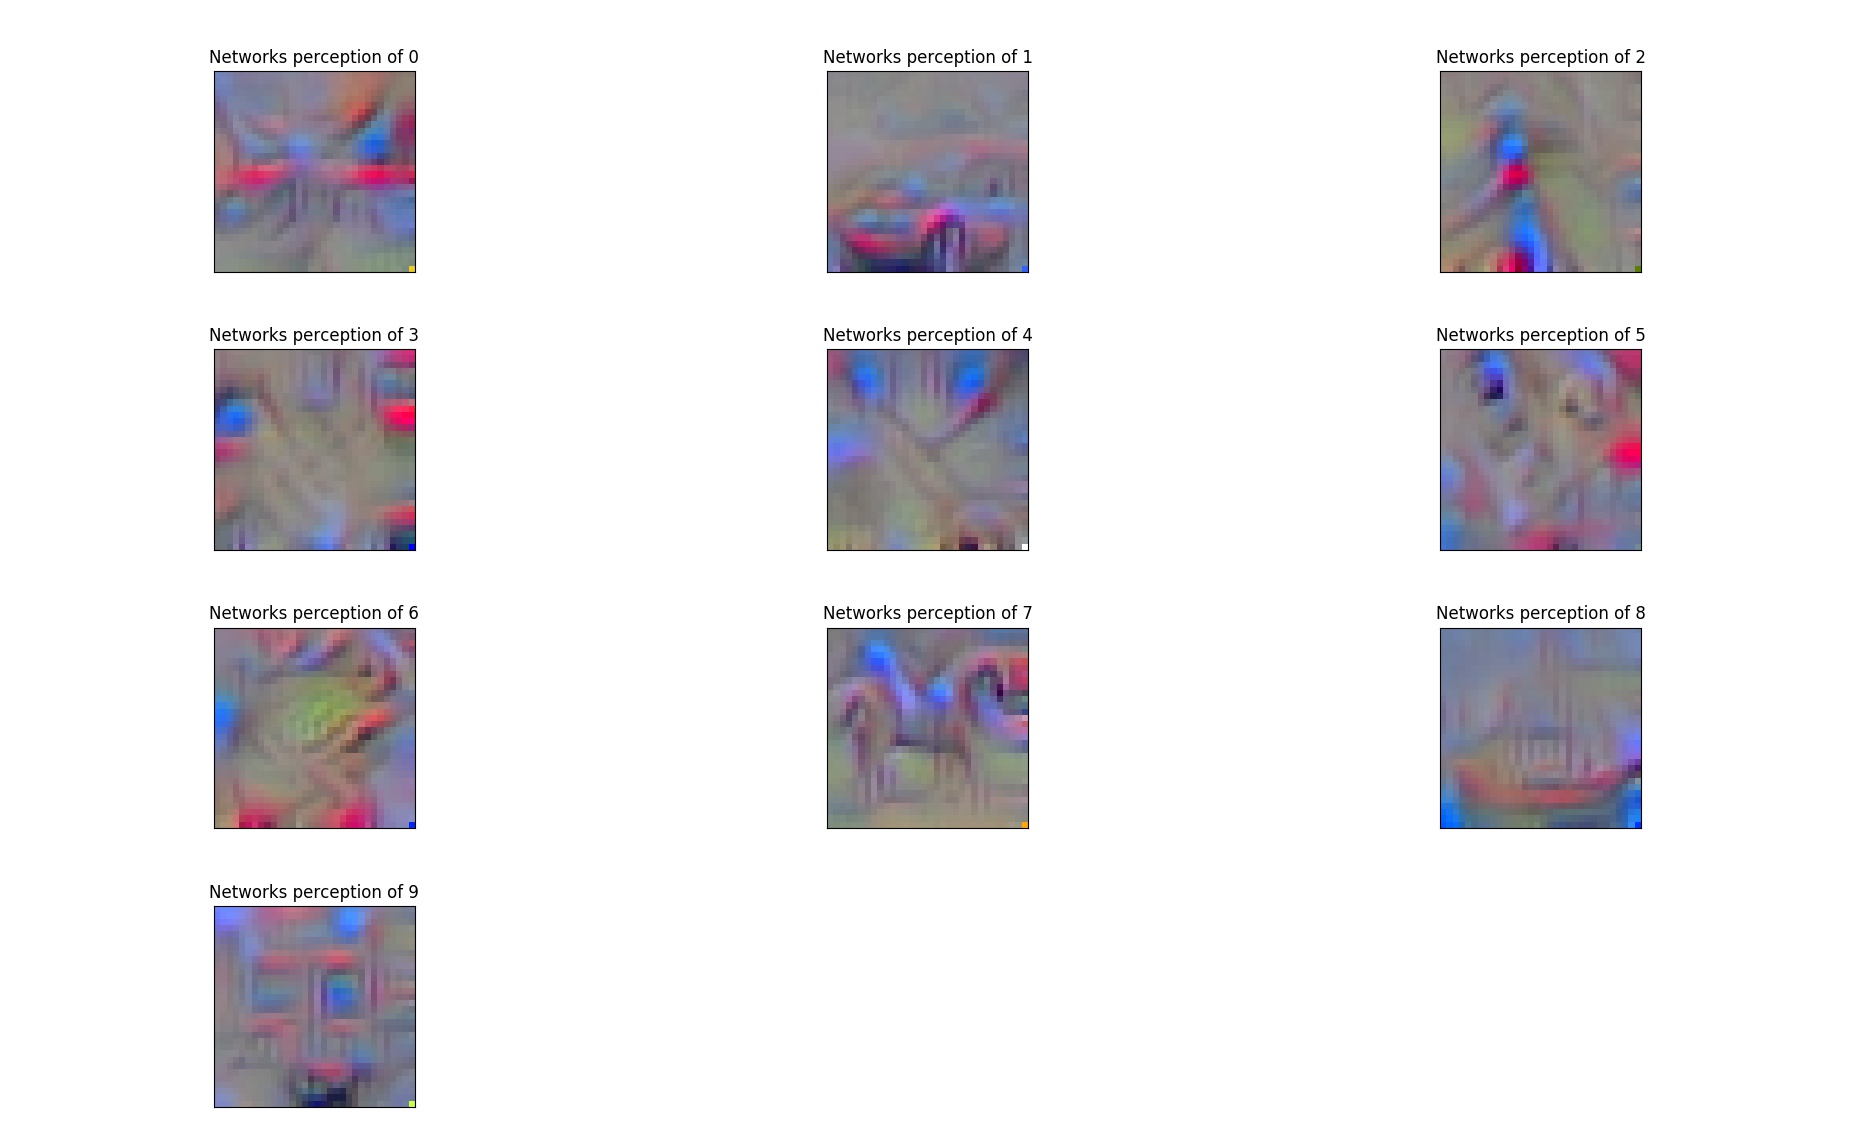 Networks perception of 0
Networks perception of 1
Networks perception of 2
Networks perception of 3
Networks perception of 4
Networks perception of 5
Networks perception of 6
Networks perception of 7
Networks perception of 8
Networks perception of 9